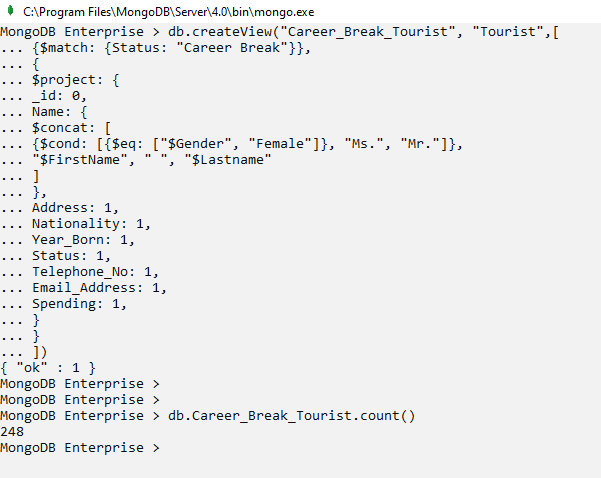 C:\Program Files\MongoDB\Server\4.0\bin\mongo.exe
MongoDB Enterprise > db.createView("Career_Break_Tourist", "Tourist",[
... {$match: {Status: "Career Break"}},
... {
... $project: {
... _id: 0,
... Name: {
... $concat: [
... {$cond: [{$eq: ["$Gender", "Female"]}, "Ms.", "Mr."]},
... "$FirstName", " ", "$Lastname"
... ]
... },
... Address: 1,
... Nationality: 1,
... Year_Born: 1,
... Status: 1,
... Telephone_No: 1,
... Email_Address: 1,
... Spending: 1,
... }
... }
... ])
{ "ok" : 1 }
MongoDB Enterprise >
MongoDB Enterprise >
MongoDB Enterprise > db.Career_Break_Tourist.count()
248
MongoDB Enterprise >